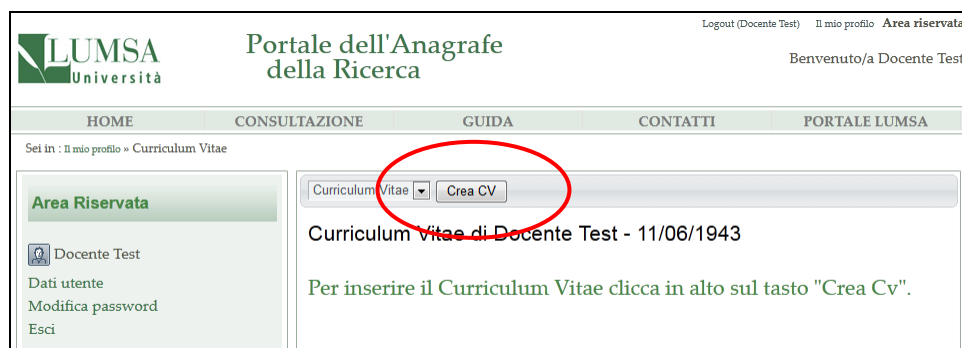 Logout (Docente Test) Il mio profilo Area riservata
LUMSA
Università
Portale dell'Anagrafe
della Ricerca
Benvenuto/a Docente Test
HOME CONSULTAZIONE GUIDA CONTATTI PORTALE LUMSA
Sei in : Il mio profilo » Curriculum Vitae
Area Riservata
Docente Test
Dati utente
Modifica password
Esci
Curriculum Vitae Crea CV
Curriculum Vitae di Docente Test - 11/06/1943
Per inserire il Curriculum Vitae clicca in alto sul tasto "Crea Cv".